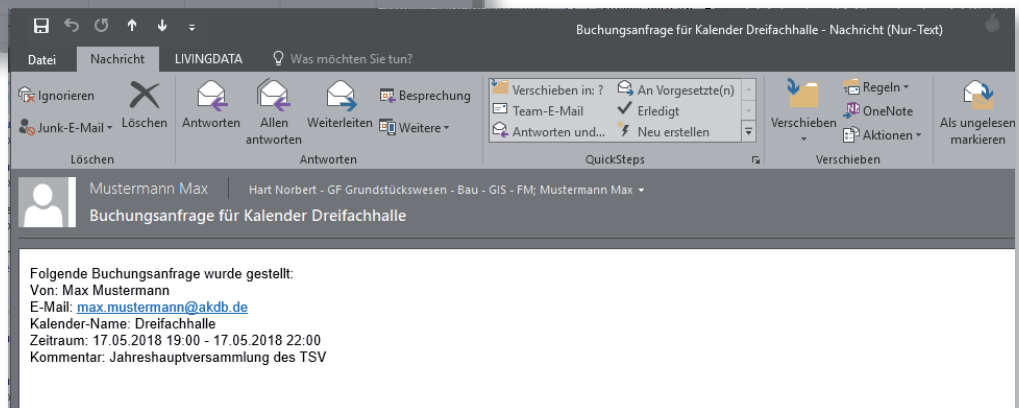 Buchungsanfrage für Kalender Dreifachhalle - Nachricht (Nur-Text)
Datei Nachricht LIVINGDATA Was möchten Sie tun?
Ignorieren
Junk-E-Mail
Löschen
Löschen
Antworten
Allen antworten
Weiterleiten
Besprechung
Weitere
Antworten
Verschieben in: ?
Team-E-Mail
Antworten und...
An Vorgesetzte(n)
Erledigt
Neu erstellen
QuickSteps
Verschieben
Regeln
OneNote
Aktionen
Verschieben
Als ungelesen
markieren
Mustermann Max Hart Norbert - GF Grundstückswesen - Bau - GIS - FM; Mustermann Max
Buchungsanfrage für Kalender Dreifachhalle
Folgende Buchungsanfrage wurde gestellt:
Von: Max Mustermann
E-Mail: max.mustermann@akdb.de
Kalender-Name: Dreifachhalle
Zeitraum: 17.05.2018 19:00 - 17.05.2018 22:00
Kommentar: Jahreshauptversammlung des TSV